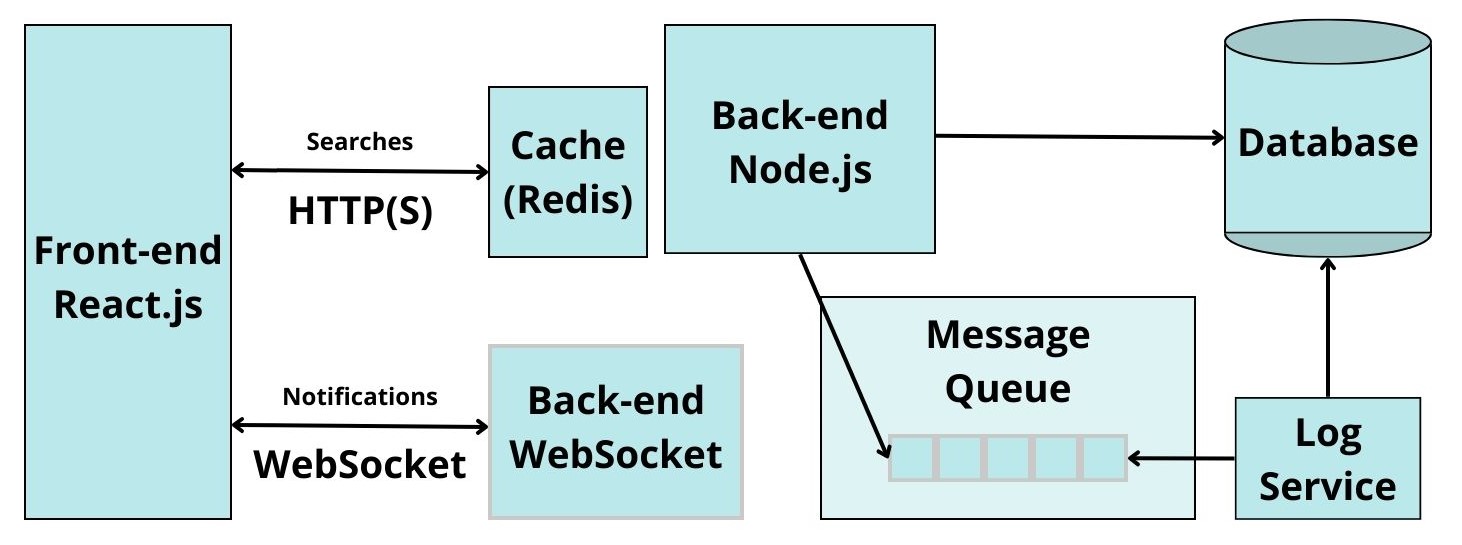 Front-end
React.js
Searches
HTTP(S)
Notifications
WebSocket
Cache
(Redis)
Back-end
Node.js
Back-end
WebSocket
Message
Queue
Database
Log
Service